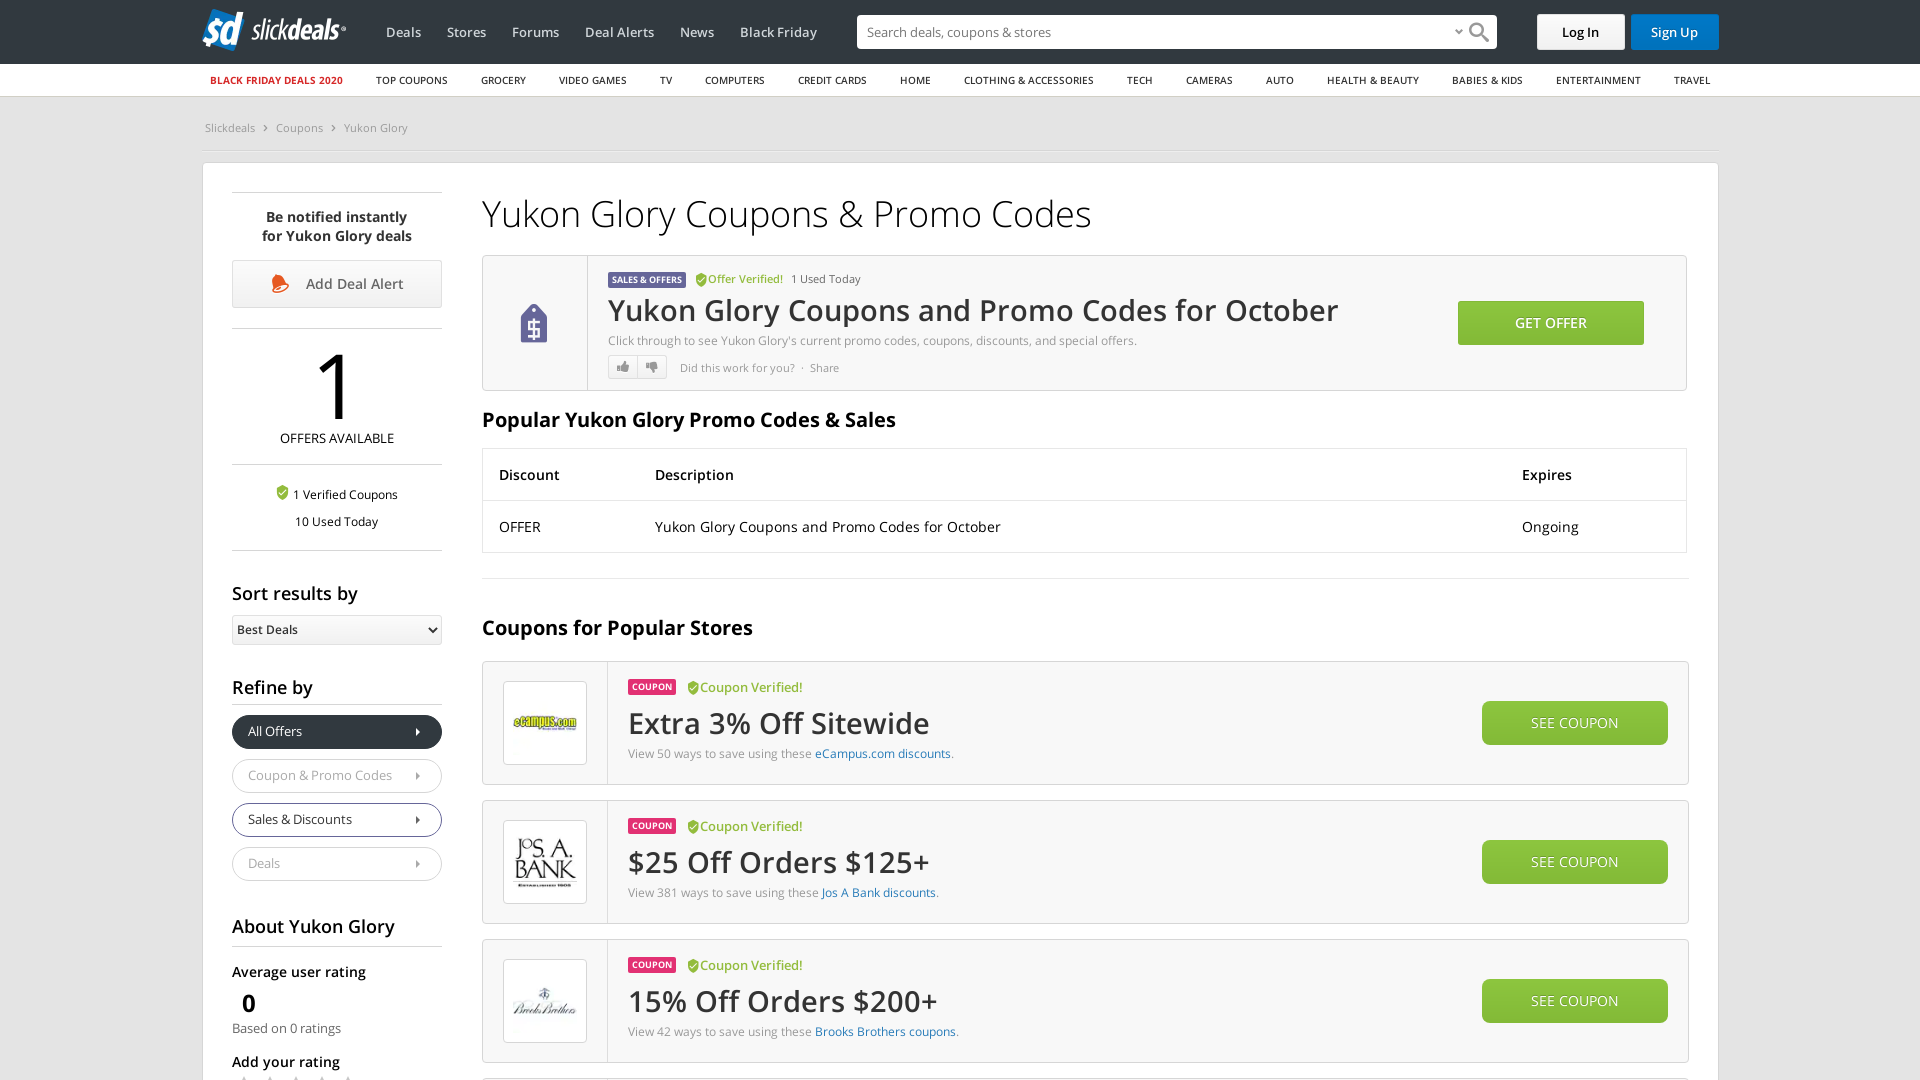 sd slickdeals
Deals Stores Forums Deal Alerts News Black Friday
Search deals, coupons & stores
Log In Sign Up
BLACK FRIDAY DEALS 2020 TOP COUPONS GROCERY VIDEO GAMES TV COMPUTERS CREDIT CARDS HOME CLOTHING & ACCESSORIES TECH CAMERAS AUTO HEALTH & BEAUTY BABIES & KIDS ENTERTAINMENT TRAVEL
Slickdeals > Coupons > Yukon Glory
Be notified instantly
for Yukon Glory deals
Add Deal Alert
1
OFFERS AVAILABLE
1 Verified Coupons
10 Used Today
Sort results by
Best Deals
Refine by
All Offers
Coupon & Promo Codes
Sales & Discounts
Deals
About Yukon Glory
Average user rating
0
Based on 0 ratings
Add your rating
Yukon Glory Coupons & Promo Codes
SALES & OFFERS Offer Verified! 1 Used Today
Yukon Glory Coupons and Promo Codes for October
Click through to see Yukon Glory's current promo codes, coupons, discounts, and special offers.
Did this work for you? · Share
GET OFFER
Popular Yukon Glory Promo Codes & Sales
Discount Description Expires
OFFER Yukon Glory Coupons and Promo Codes for October Ongoing
Coupons for Popular Stores
eCampus.com
COUPON Coupon Verified!
Extra 3% Off Sitewide
View 50 ways to save using these eCampus.com discounts.
SEE COUPON
JOS. A.
BANK
COUPON Coupon Verified!
$25 Off Orders $125+
View 381 ways to save using these Jos A Bank discounts.
SEE COUPON
Brooks Brothers
COUPON Coupon Verified!
15% Off Orders $200+
View 42 ways to save using these Brooks Brothers coupons.
SEE COUPON